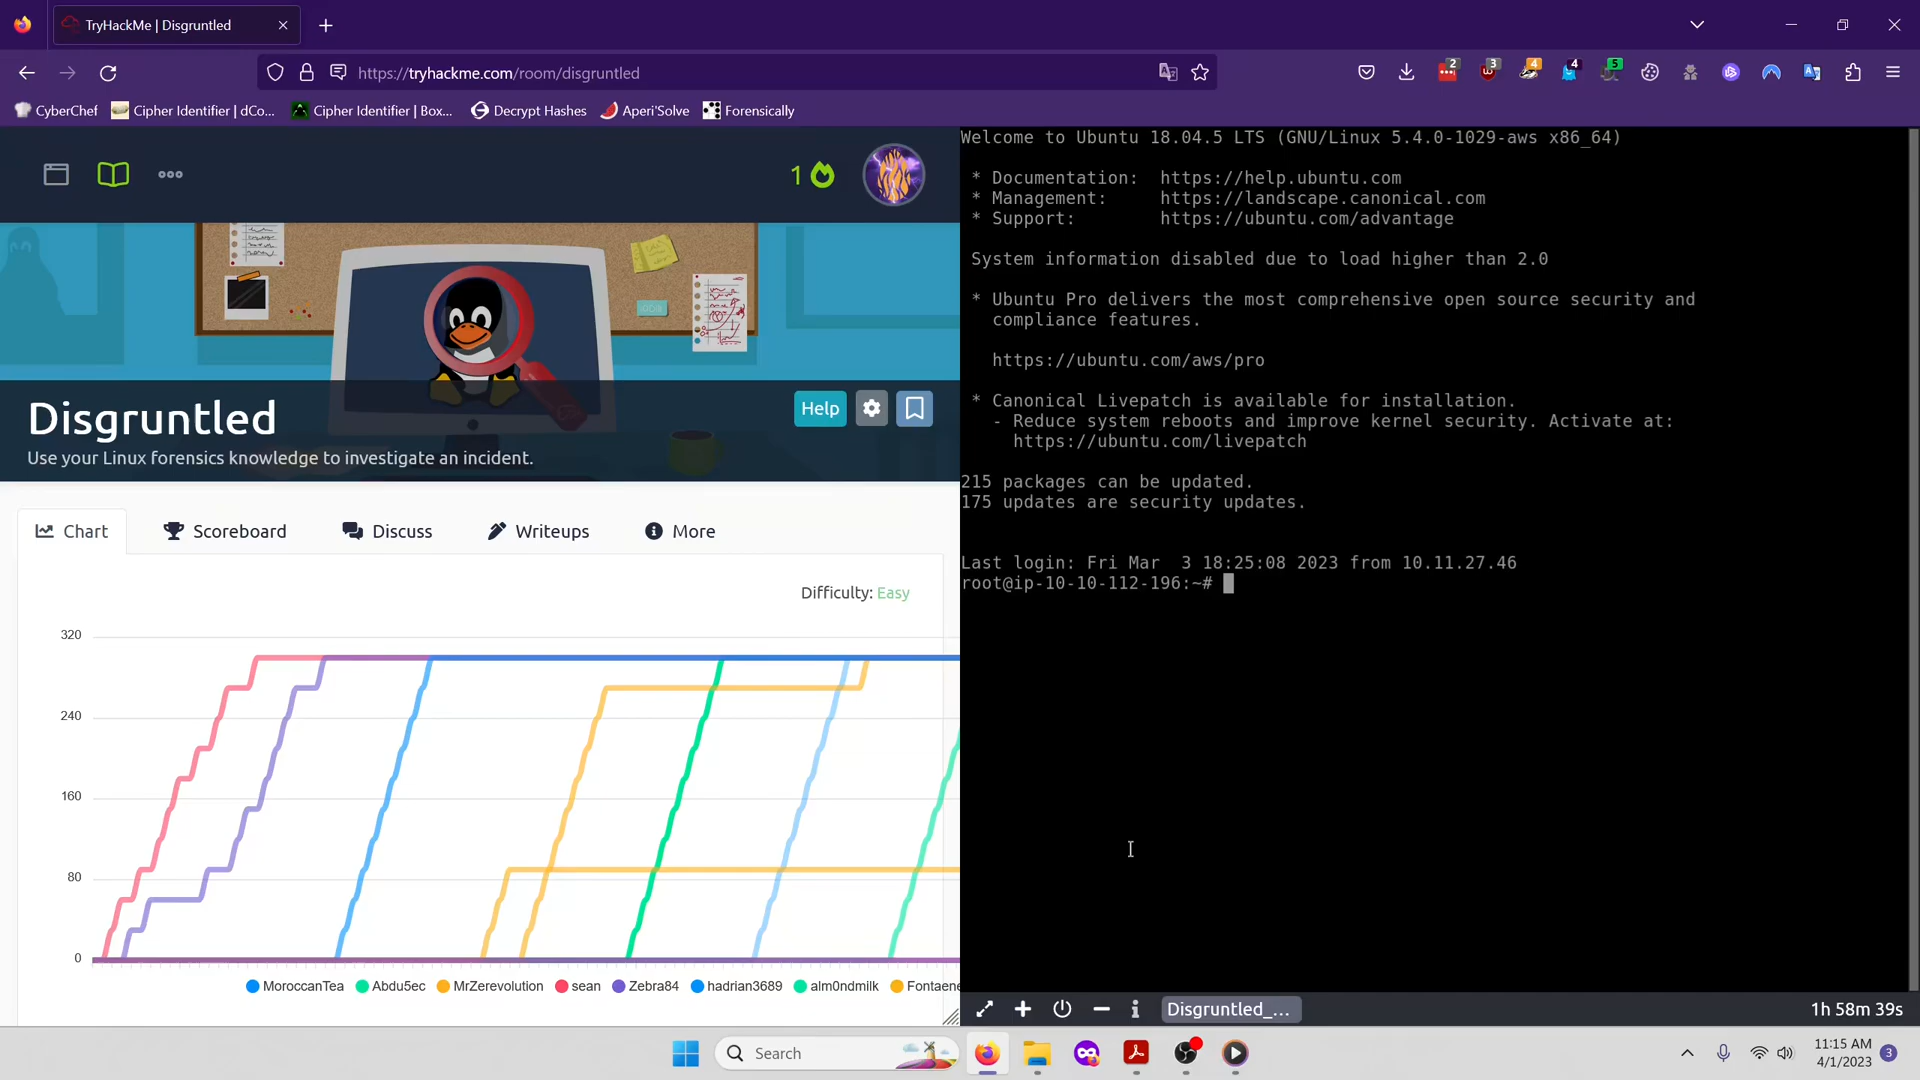 TryHackMe | Disgruntled
https://tryhackme.com/room/disgruntled
2
3
4
4
5
CyberChef
Cipher Identifier | dCo...
Cipher Identifier | Box...
Decrypt Hashes
Aperi'Solve
Forensically
1
Disgruntled
Use your Linux forensics knowledge to investigate an incident.
Help
Chart
Scoreboard
Discuss
Writeups
More
Difficulty: Easy
320
240
160
80
0
MoroccanTea
Abdu5ec
MrZerevolution
sean
Zebra84
hadrian3689
alm0ndmilk
Fontaene
Welcome to Ubuntu 18.04.5 LTS (GNU/Linux 5.4.0-1029-aws x86_64)
* Documentation: https://help.ubuntu.com
* Management: https://landscape.canonical.com
* Support: https://ubuntu.com/advantage
System information disabled due to load higher than 2.0
* Ubuntu Pro delivers the most comprehensive open source security and
compliance features.
https://ubuntu.com/aws/pro
* Canonical Livepatch is available for installation.
- Reduce system reboots and improve kernel security. Activate at:
https://ubuntu.com/livepatch
215 packages can be updated.
175 updates are security updates.
Last login: Fri Mar  3 18:25:08 2023 from 10.11.27.46
root@ip-10-10-112-196:~#
Disgruntled_...
1h 58m 39s
Search
11:15 AM
4/1/2023
3